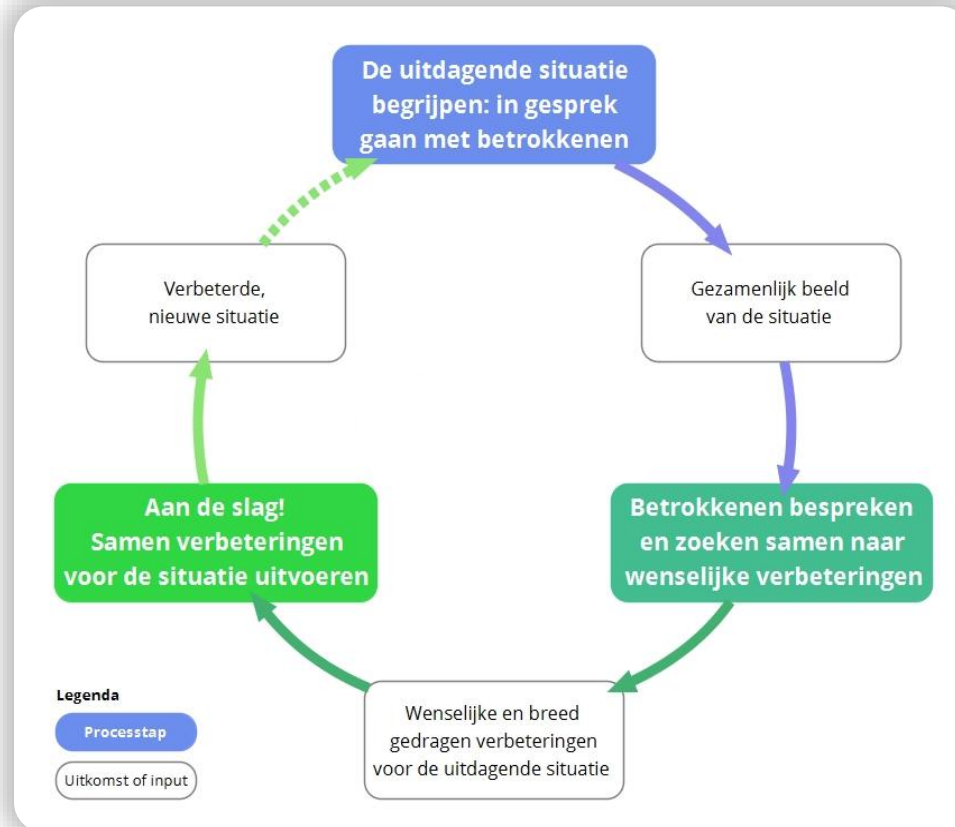 De uitdagende situatie
begrijpen: in gesprek
gaan met betrokkenen
Gezamenlijk beeld
van de situatie
Betrokkenen bespreken
en zoeken samen naar
wenselijke verbeteringen
Wenselijke en breed
gedragen verbeteringen
voor de uitdagende situatie
Aan de slag!
Samen verbeteringen
voor de situatie uitvoeren
Verbeterde,
nieuwe situatie
Legenda
Processtap
Uitkomst of input